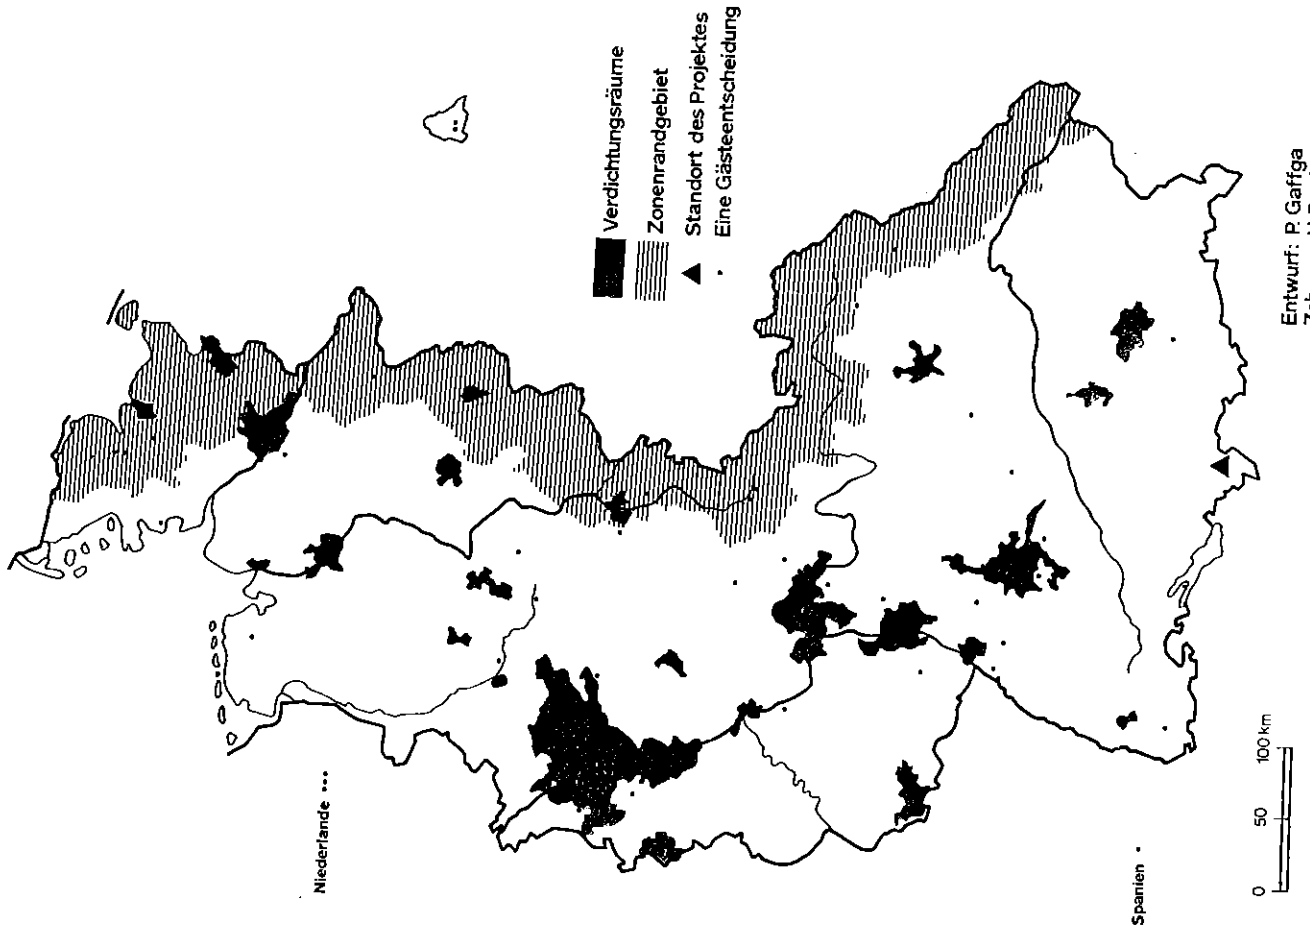 Verdichtungsräume
Zonenrandgebiet
Standort des Projektes
Eine Gästeentscheidung
Niederlande
Spanien
0 50 100 km
Entwurf: P. Gaffga